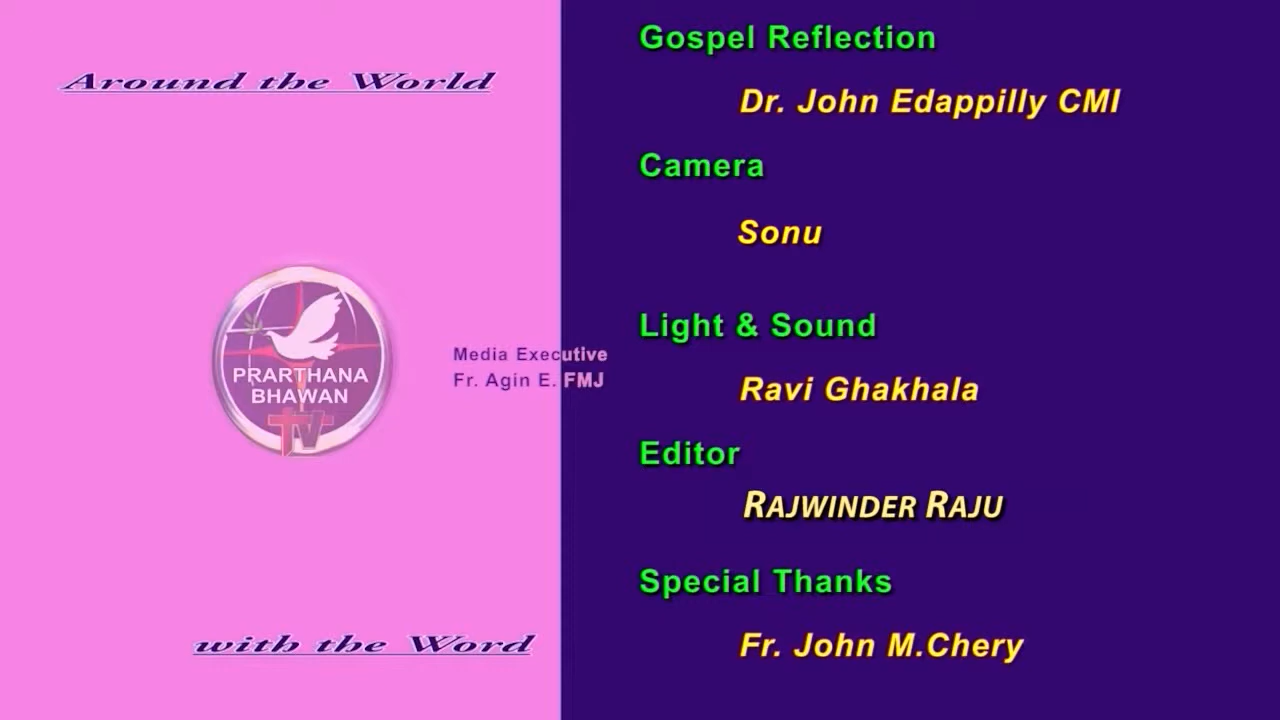 Around the World
PRARTHANA
BHAWAN
TV
with the Word
Media Executive
Fr. Agin E. FMJ
Gospel Reflection
Dr. John Edappilly CMI
Camera
Sonu
Light & Sound
Ravi Ghakhala
Editor
RAJWINDER RAJU
Special Thanks
Fr. John M.Chery